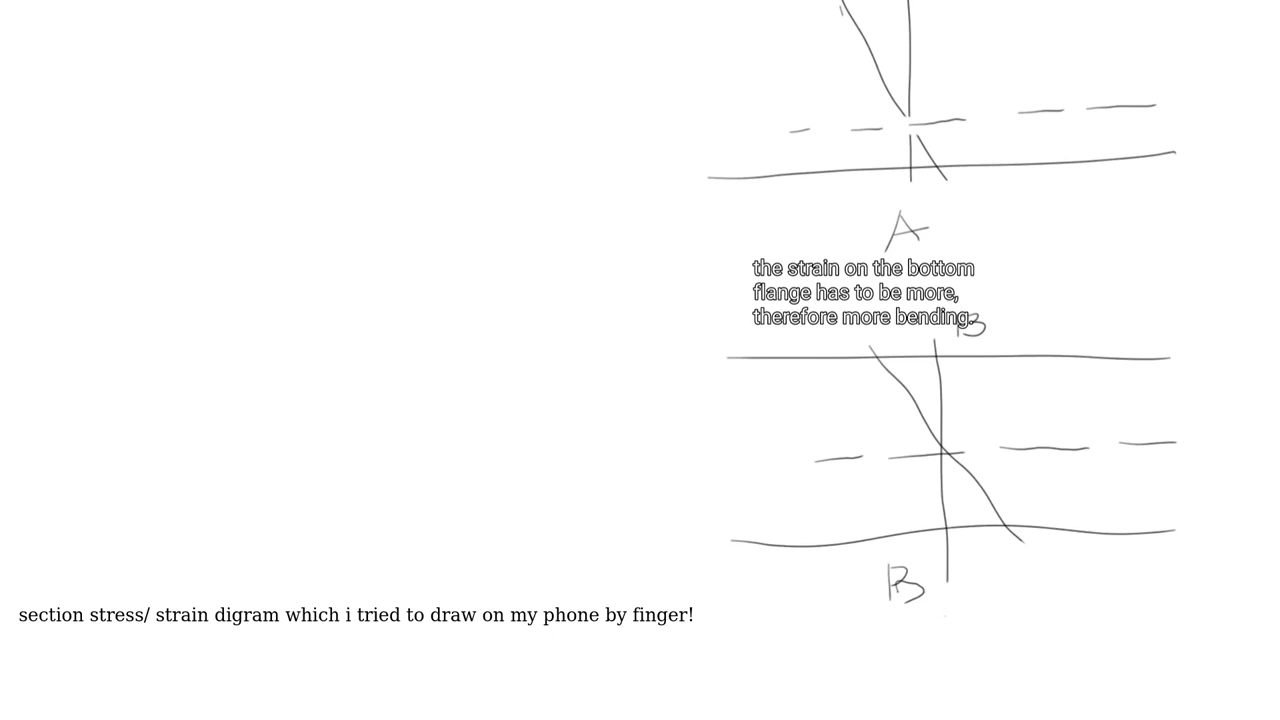 A
the strain on the bottom
flange has to be more,
therefore more bending.
B
B
section stress/ strain digram which i tried to draw on my phone by finger!